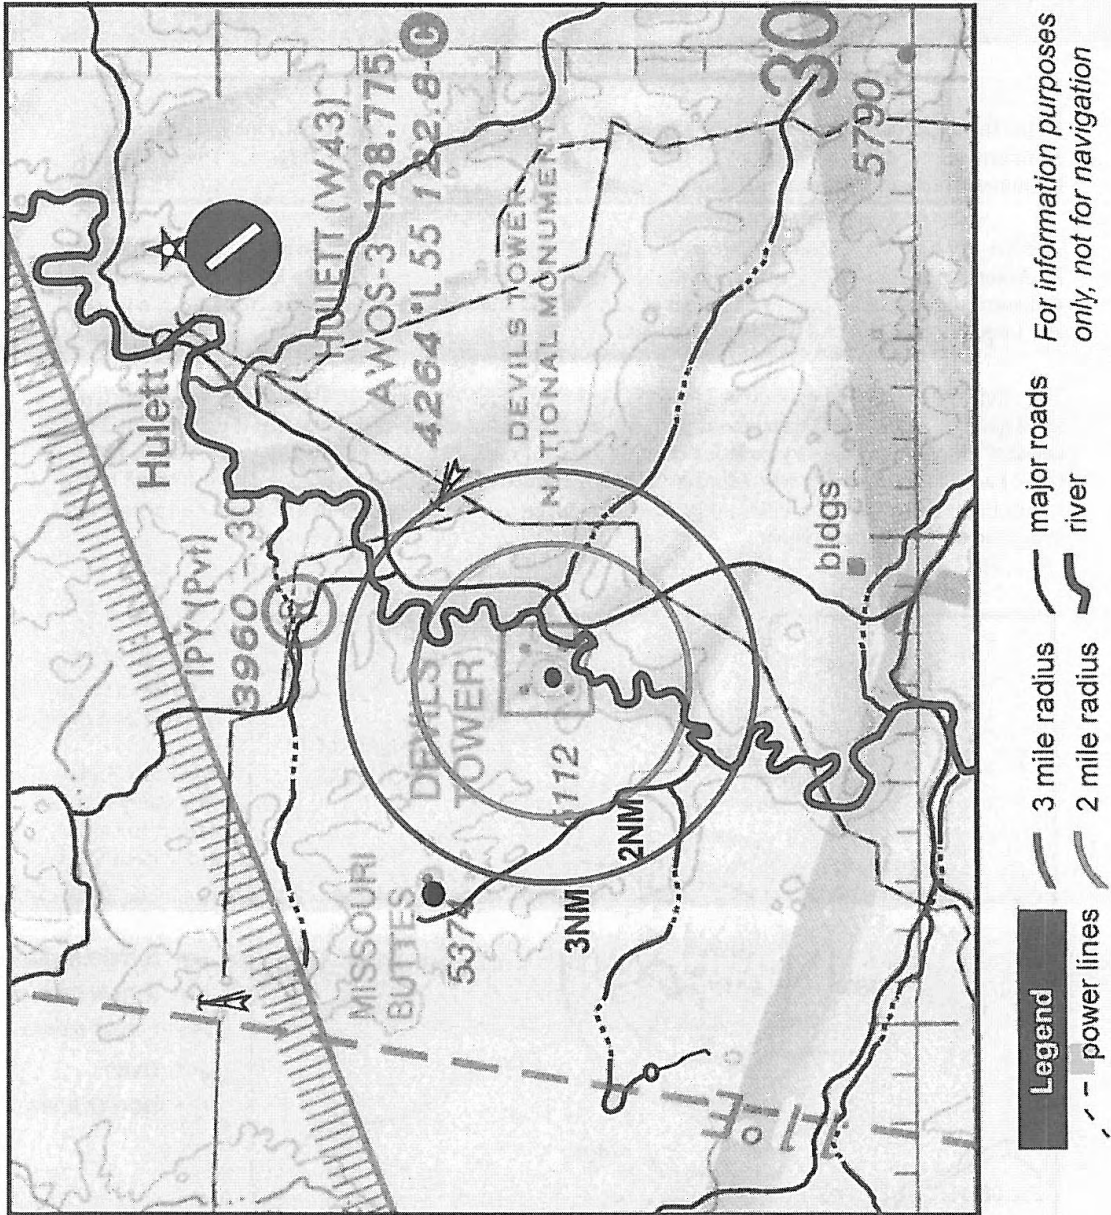 Hulett
HULETT (W43)
AWOS-3 128.775
4264 *L 55 122.8 C
(PYYPvt)
3960 - 30
R
DEVILS TOWER
NATIONAL MONUMENT
DEVILS
TOWER
5112
MISSOURI
BUTTES
5374
2NM
3NM
30
5790
bldgs
11°E
Legend
power lines
3 mile radius
2 mile radius
major roads
river
For information purposes
only, not for navigation